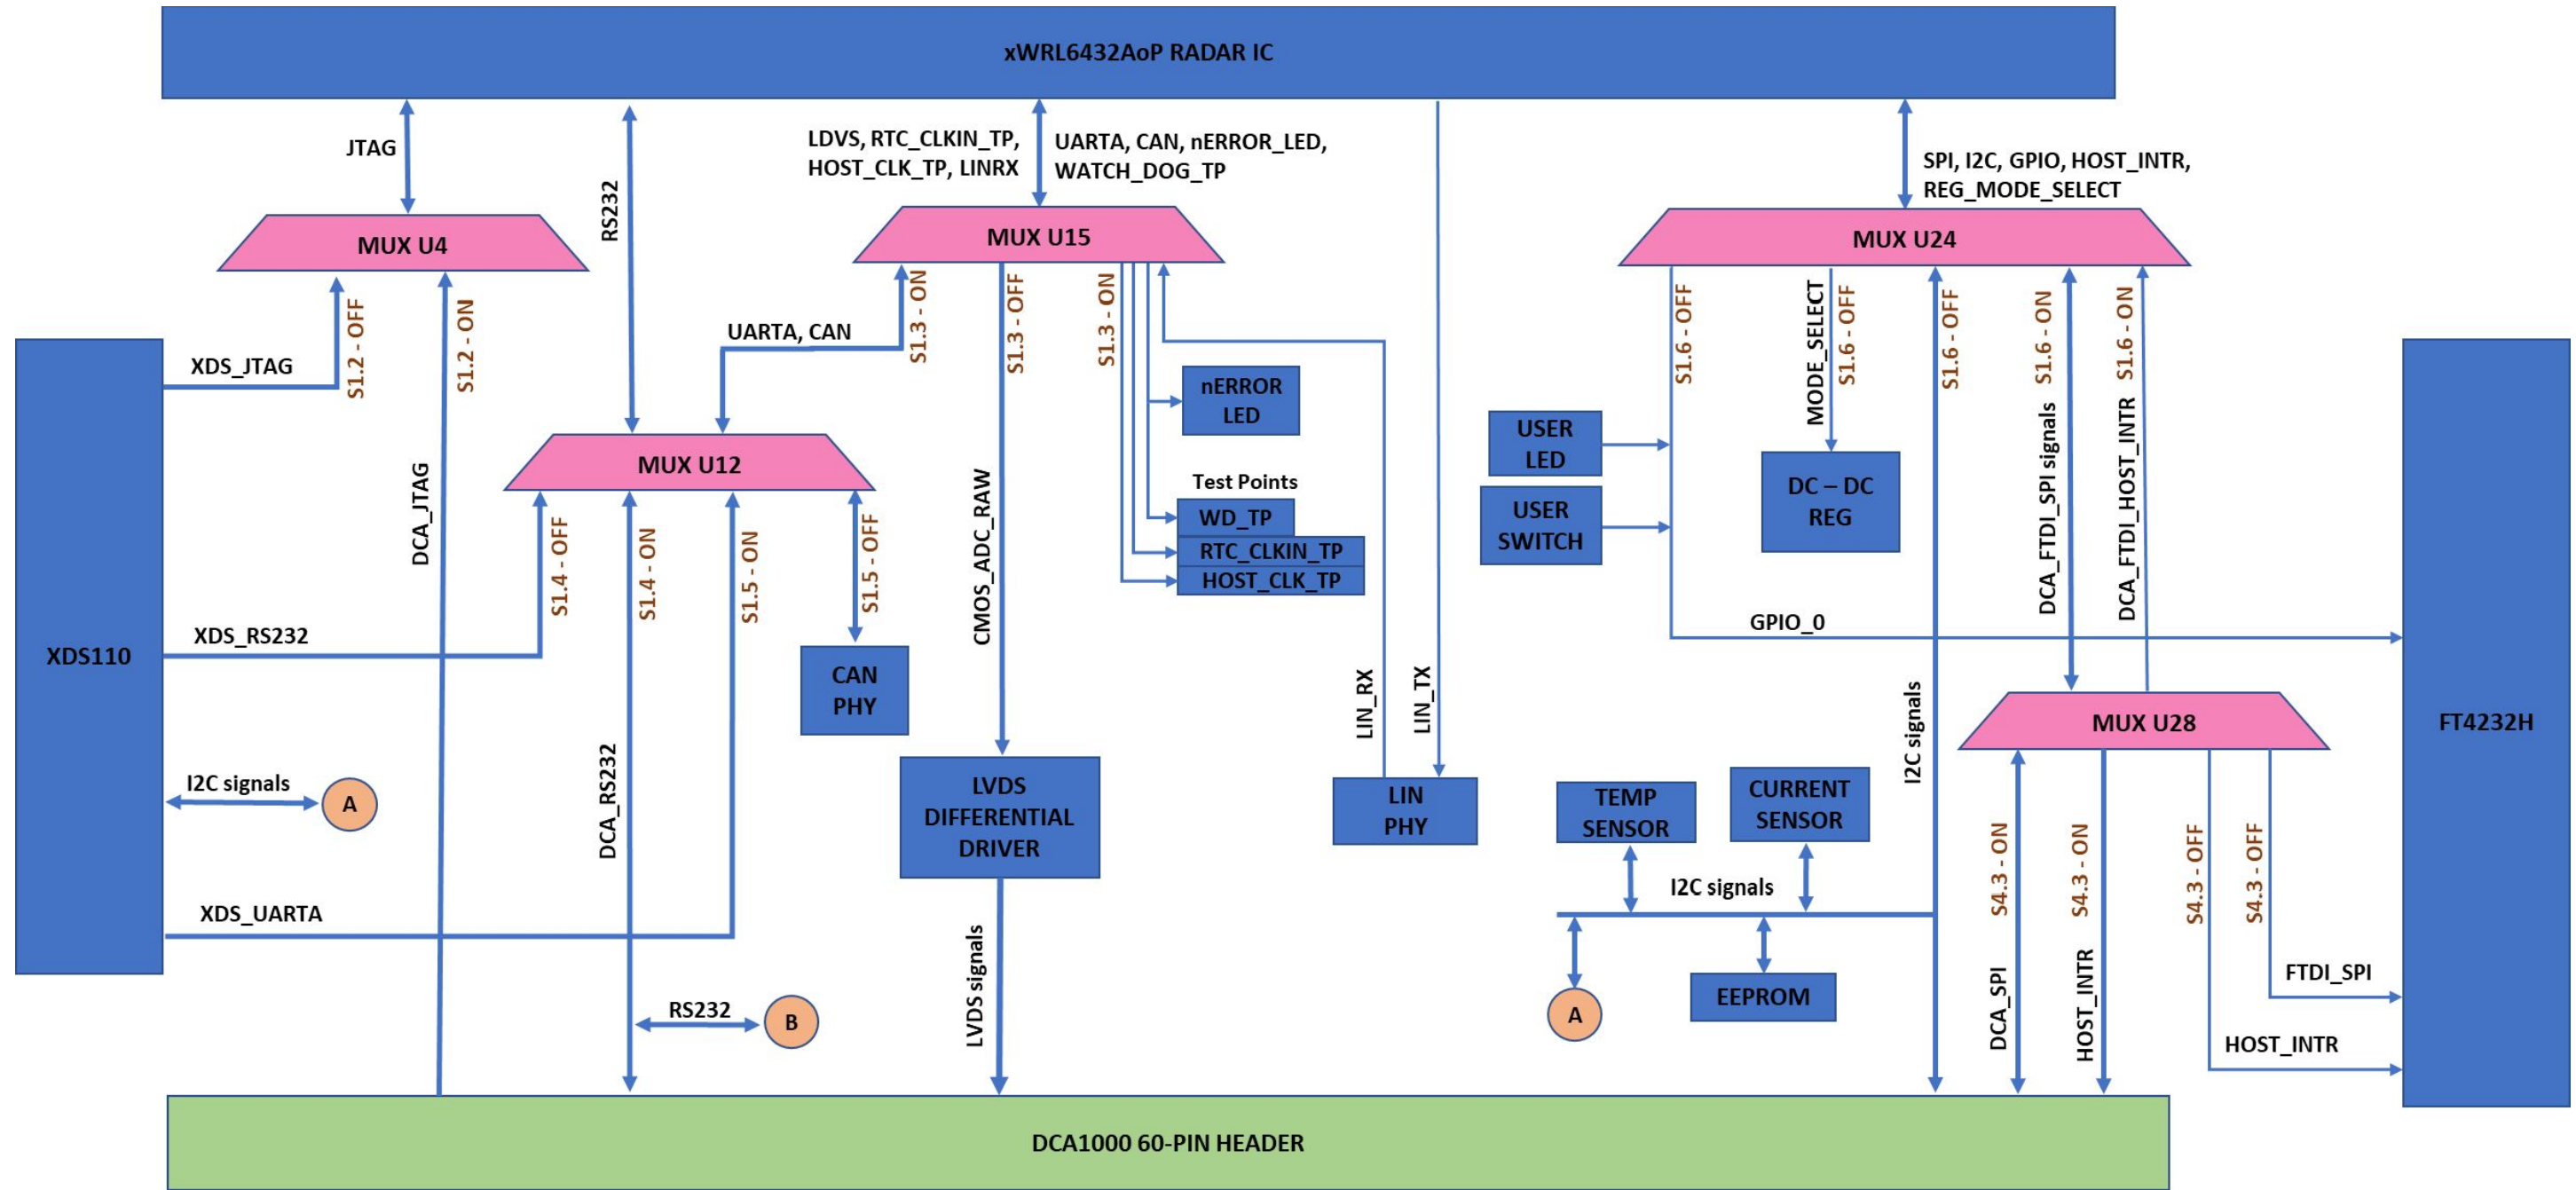 xWRL6432AoP RADAR IC
JTAG
RS232
LDVS, RTC_CLKIN_TP,
HOST_CLK_TP, LINRX
UARTA, CAN, nERROR_LED,
WATCH_DOG_TP
SPI, I2C, GPIO, HOST_INTR,
REG_MODE_SELECT
MUX U4
MUX U15
MUX U24
S1.2 - OFF
S1.2 - ON
XDS_JTAG
DCA_JTAG
UARTA, CAN
S1.3 - ON
S1.3 - OFF
S1.3 - ON
nERROR
LED
S1.6 - OFF
MODE_SELECT
S1.6 - OFF
S1.6 - OFF
S1.6 - ON
S1.6 - ON
USER
LED
USER
SWITCH
DC – DC
REG
DCA_FTDI_SPI signals
DCA_FTDI_HOST_INTR
MUX U12
S1.4 - OFF
S1.4 - ON
S1.5 - ON
S1.5 - OFF
CMOS_ADC_RAW
Test Points
WD_TP
RTC_CLKIN_TP
HOST_CLK_TP
XDS110
XDS_RS232
CAN
PHY
LIN_RX
LIN_TX
GPIO_0
I2C signals
MUX U28
FT4232H
I2C signals
A
DCA_RS232
LVDS
DIFFERENTIAL
DRIVER
LIN
PHY
TEMP
SENSOR
CURRENT
SENSOR
I2C signals
S4.3 - ON
S4.3 - ON
S4.3 - OFF
S4.3 - OFF
XDS_UARTA
LVDS signals
RS232
B
A
EEPROM
DCA_SPI
HOST_INTR
FTDI_SPI
HOST_INTR
DCA1000 60-PIN HEADER